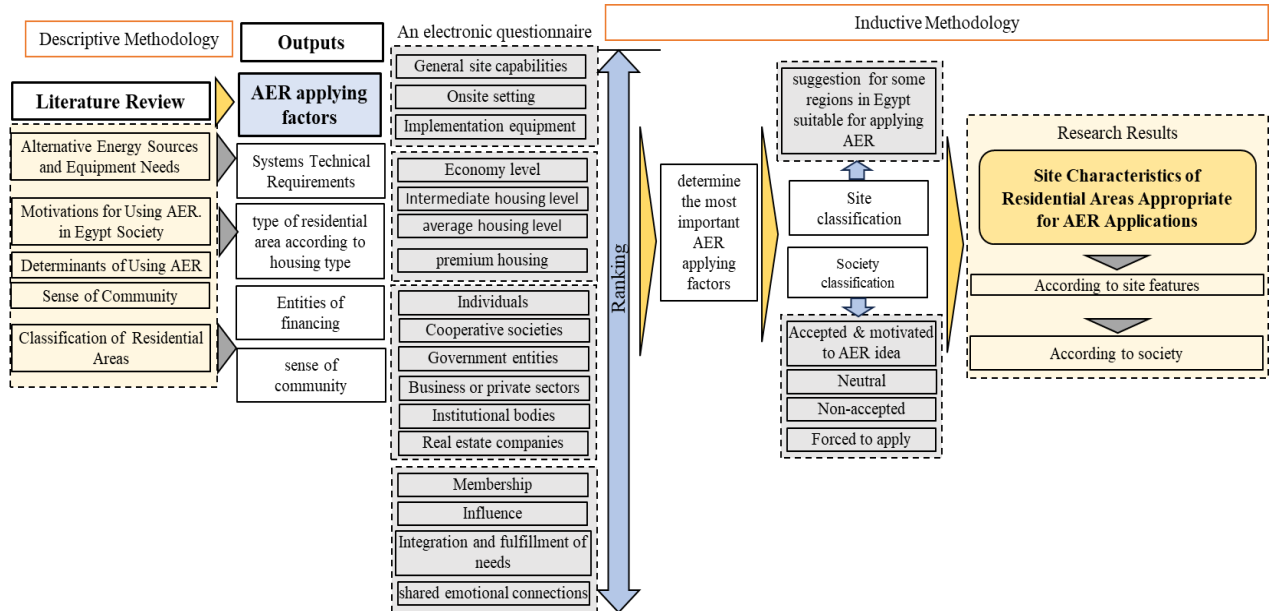 Descriptive Methodology
Literature Review
Alternative Energy Sources
and Equipment Needs
Motivations for Using AER.
in Egypt Society
Determinants of Using AER
Sense of Community
Classification of Residential
Areas
Outputs
AER applying
factors
Systems Technical
Requirements
type of residential
area according to
housing type
Entities of
financing
sense of
community
An electronic questionnaire
General site capabilities
Onsite setting
Implementation equipment
Economy level
Intermediate housing level
average housing level
premium housing
Individuals
Cooperative societies
Government entities
Business or private sectors
Institutional bodies
Real estate companies
Membership
Influence
Integration and fulfillment of
needs
shared emotional connections
Ranking
Inductive Methodology
determine the
most
important
AER
applying
factors
suggestion for some
regions in Egypt
suitable for applying
AER
Site
classification
Society
classification
Accepted & motivated
to AER idea
Neutral
Non-accepted
Forced to apply
Research Results
Site Characteristics of
Residential Areas Appropriate
for AER Applications
According to site features
According to society